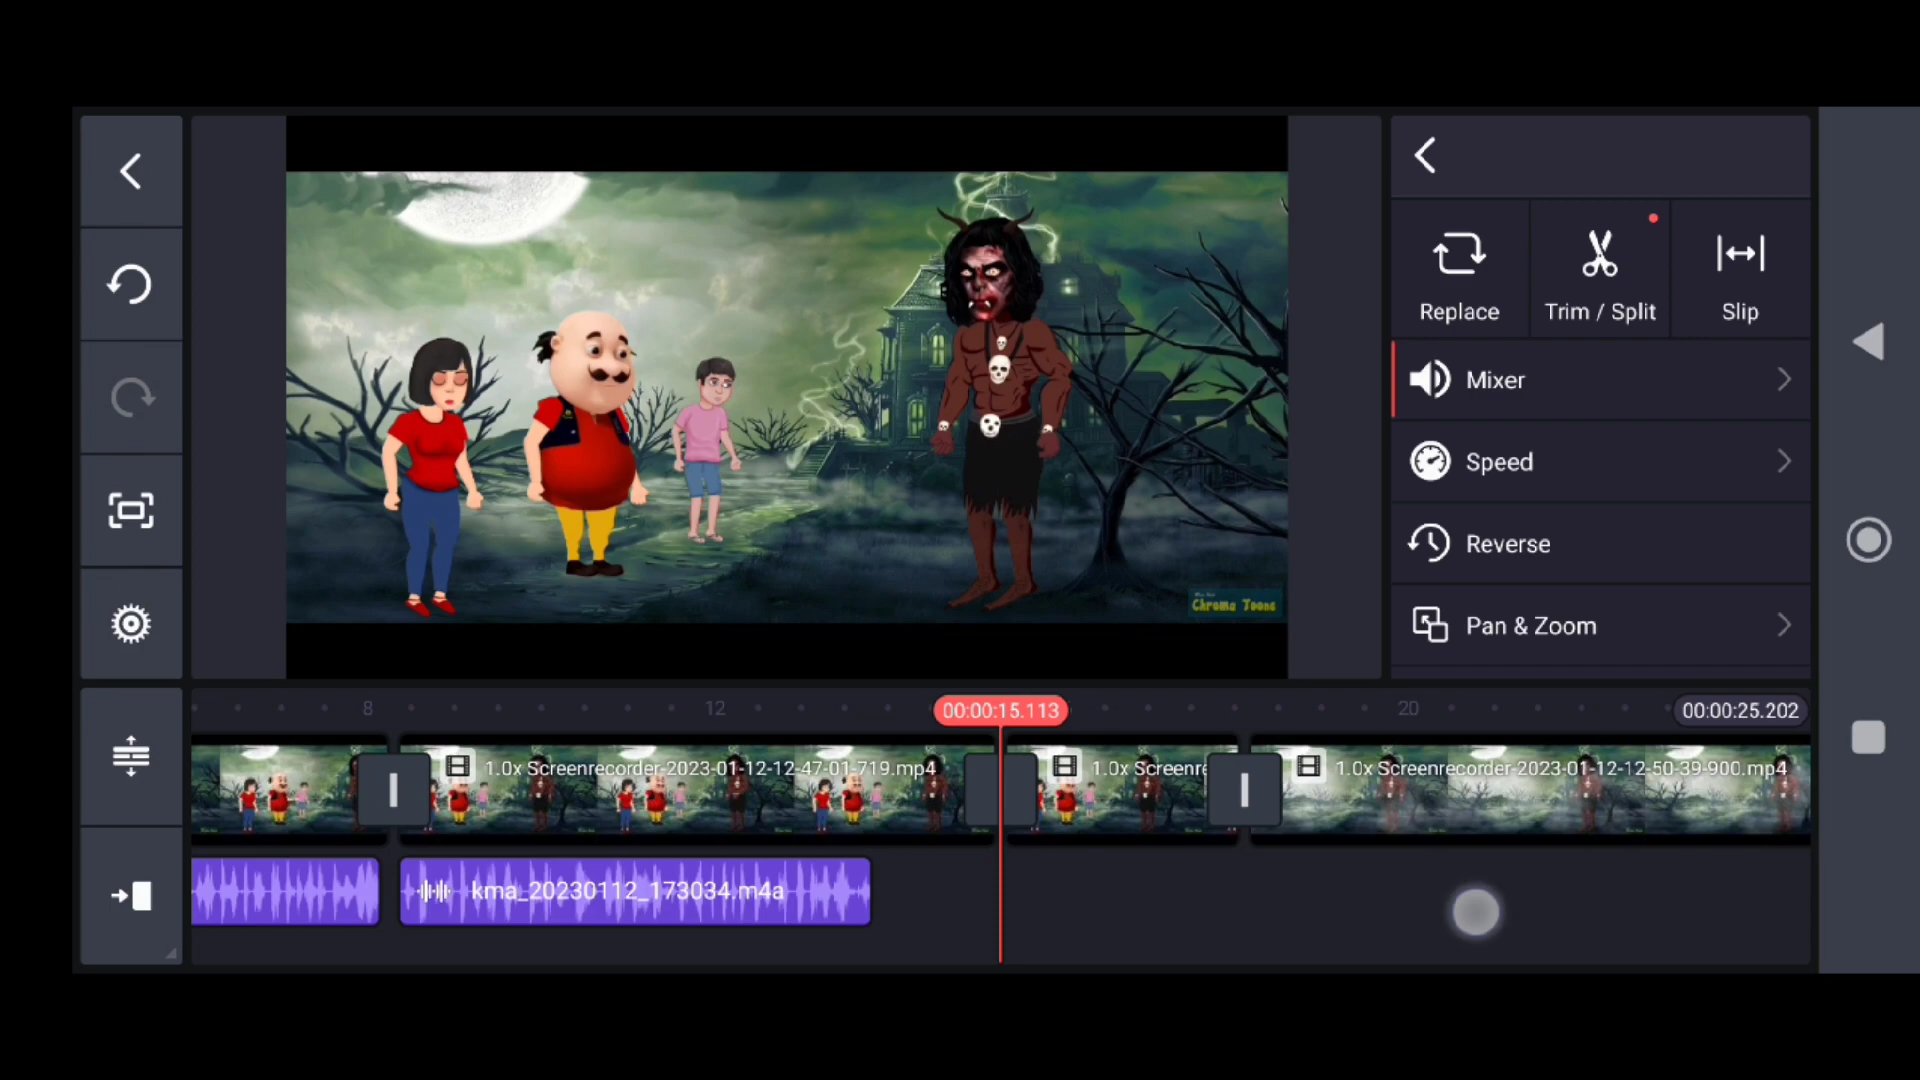 Replace
Trim / Split
Slip
Mixer
Speed
Reverse
Pan & Zoom
Chroma Toons
8
12
00:00:15.113
20
00:00:25.202
1.0x Screenrecorder-2023-01-12-12-47-01-719.mp4
1.0x Screenre
1.0x Screenrecorder-2023-01-12-12-50-39-900.mp4
kma_20230112_173034.m4a